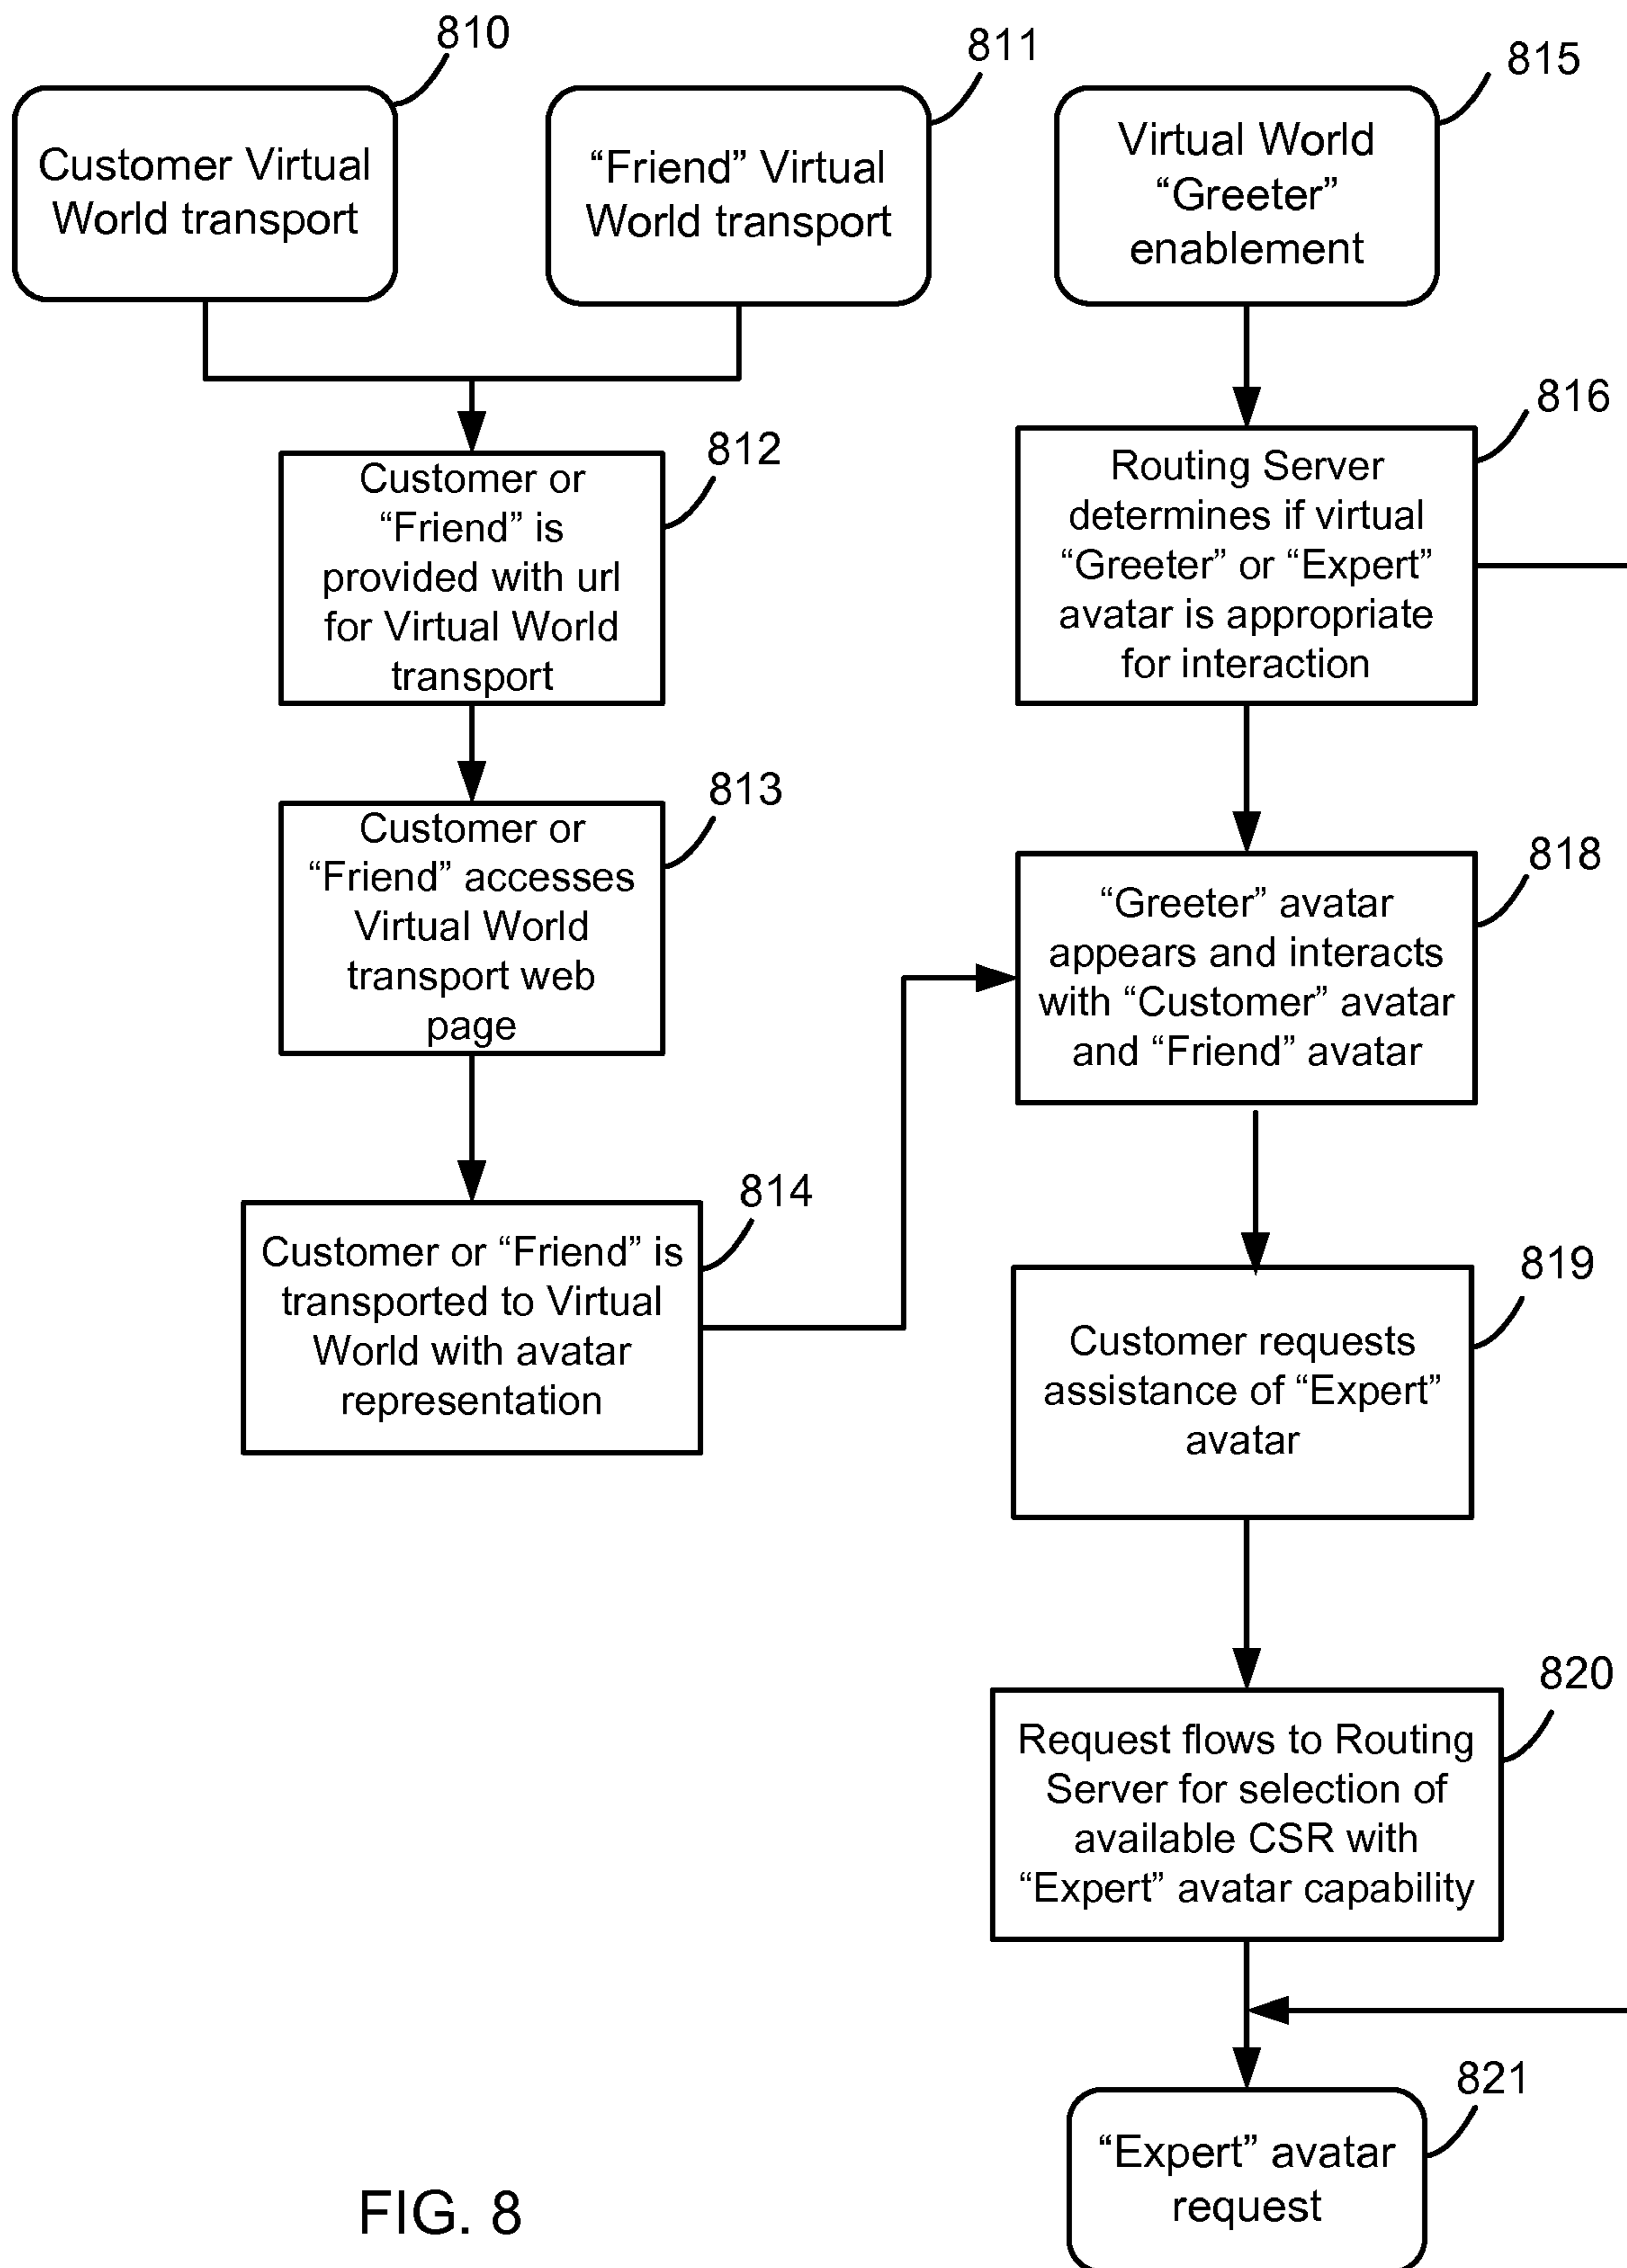 810
Customer Virtual
World transport
811
“Friend” Virtual
World transport
812
Customer or
“Friend” is
provided with url
for Virtual World
transport
813
Customer or
“Friend” accesses
Virtual World
transport web
page
814
Customer or “Friend” is
transported to Virtual
World with avatar
representation
815
Virtual World
“Greeter”
enablement
816
Routing Server
determines if virtual
“Greeter” or “Expert”
avatar is appropriate
for interaction
818
“Greeter” avatar
appears and interacts
with “Customer” avatar
and “Friend” avatar
819
Customer requests
assistance of “Expert”
avatar
820
Request flows to Routing
Server for selection of
available CSR with
“Expert” avatar capability
821
“Expert” avatar
request
FIG. 8